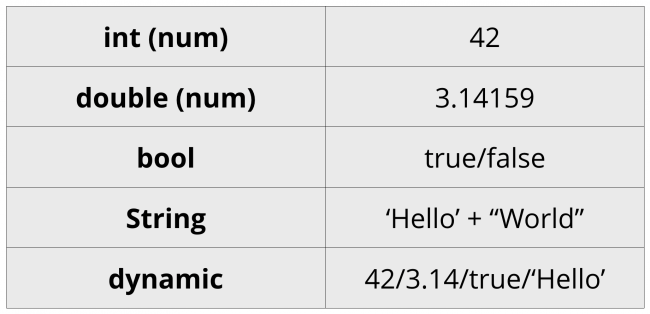 int (num) 42
double (num) 3.14159
bool true/false
String ‘Hello’ + “World”
dynamic 42/3.14/true/‘Hello’